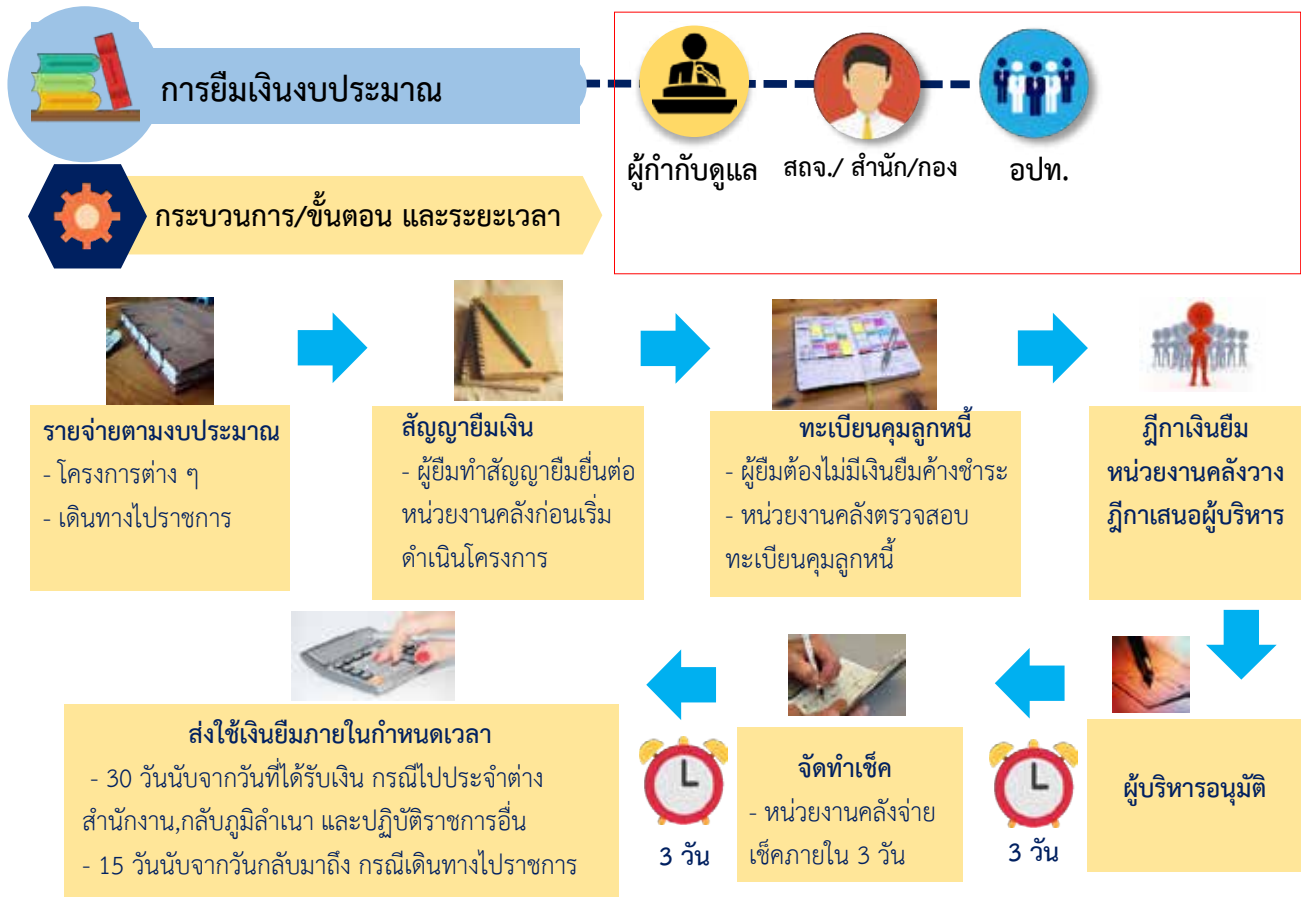 การยืมเงินงบประมาณ
ผู้กำกับดูแล
สถจ./ สำนัก/กอง
อปท.
กระบวนการ/ขั้นตอน และระยะเวลา
รายจ่ายตามงบประมาณ
- โครงการต่าง ๆ
- เดินทางไปราชการ
สัญญายืมเงิน
- ผู้ยืมทำสัญญายืมยื่นต่อ
หน่วยงานคลังก่อนเริ่ม
ดำเนินโครงการ
ทะเบียนคุมลูกหนี้
- ผู้ยืมต้องไม่มีเงินยืมค้างชำระ
- หน่วยงานคลังตรวจสอบ
ทะเบียนคุมลูกหนี้
ฎีกาเงินยืม
หน่วยงานคลังวาง
ฎีกาเสนอผู้บริหาร
ผู้บริหารอนุมัติ
3 วัน
จัดทำเช็ค
- หน่วยงานคลังจ่าย
เช็คภายใน 3 วัน
3 วัน
ส่งใช้เงินยืมภายในกำหนดเวลา
- 30 วันนับจากวันที่ได้รับเงิน กรณีไปประจำต่าง
สำนักงาน,กลับภูมิลำเนา และปฏิบัติราชการอื่น
- 15 วันนับจากวันกลับมาถึง กรณีเดินทางไปราชการ